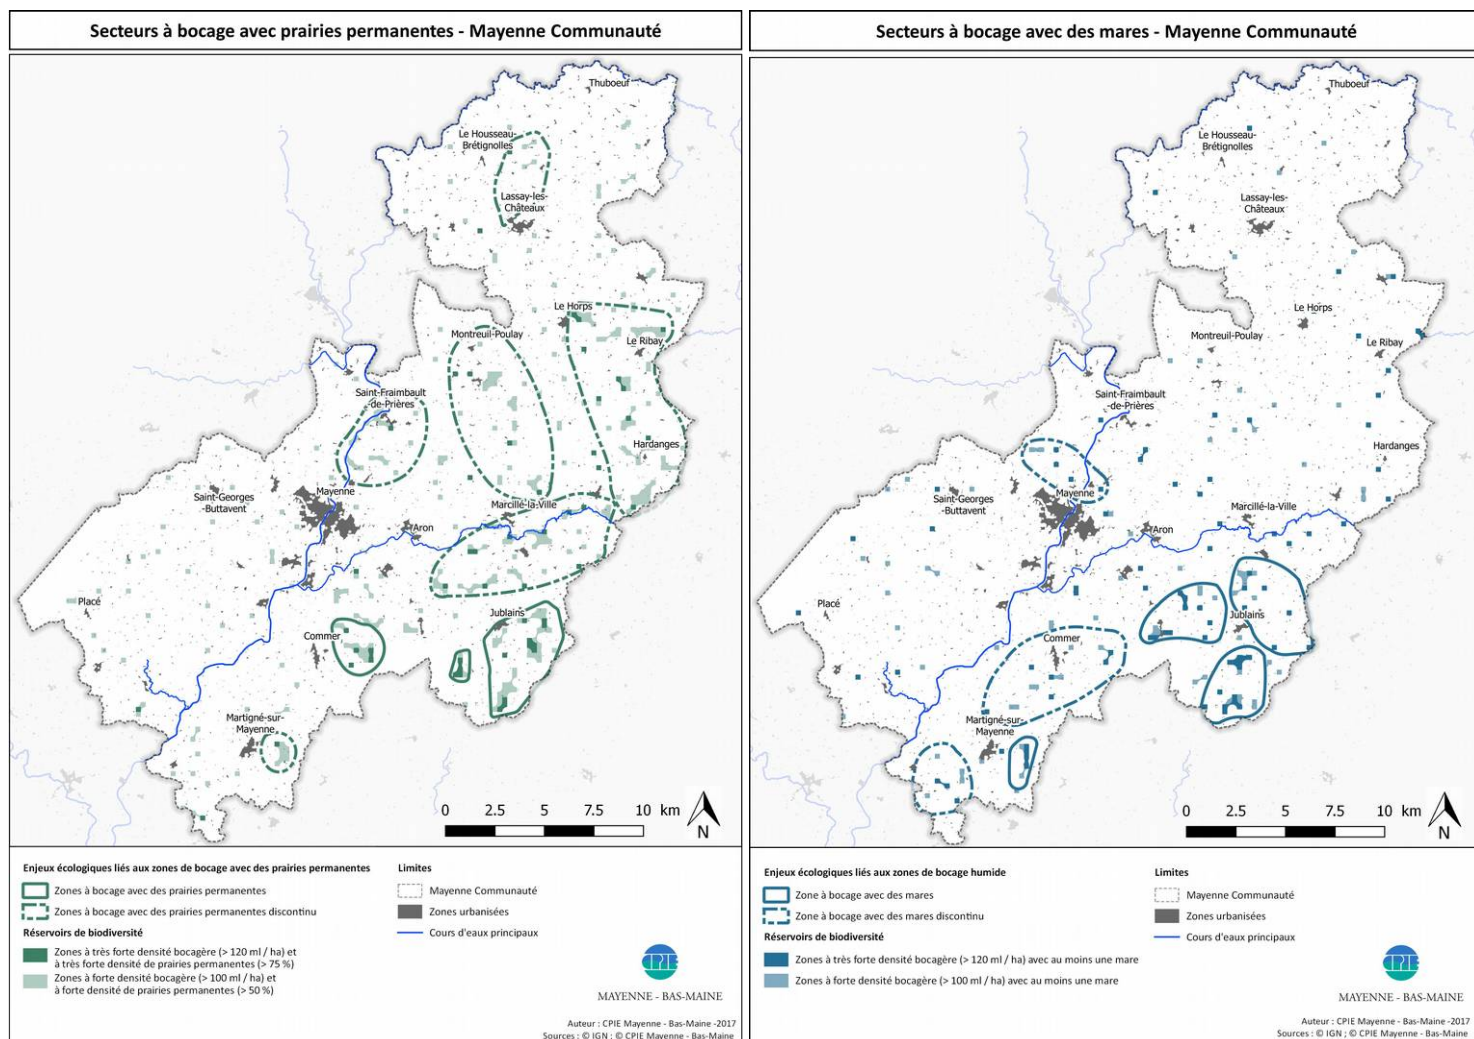 Secteurs à bocage avec prairies permanentes - Mayenne Communauté
Thuboeuf
Le Housseau-
Brétignolles
Lassay-les-
Châteaux
Le Horps
Montreuil-Poulay
Le Ribay
Saint-Fraimbault
-de-Prières
Hardanges
Mayenne
Saint-Georges
-Buttavent
Marcillé-la-Ville
Aron
Placé
Jublains
Commer
Martigné-sur-
Mayenne
0 2.5 5 7.5 10 km
N
Enjeux écologiques liés aux zones de bocage avec des prairies permanentes
Zones à bocage avec des prairies permanentes
Zones à bocage avec des prairies permanentes discontinu
Réservoirs de biodiversité
Zones à très forte densité bocagère (> 120 ml / ha) et
à très forte densité de prairies permanentes (> 75 %)
Zones à forte densité bocagère (> 100 ml / ha) et
à forte densité de prairies permanentes (> 50 %)
Limites
Mayenne Communauté
Zones urbanisées
Cours d'eaux principaux
CPIE
MAYENNE - BAS-MAINE
Auteur : CPIE Mayenne - Bas-Maine -2017
Sources : © IGN ; © CPIE Mayenne - Bas-Maine
Secteurs à bocage avec des mares - Mayenne Communauté
Thuboeuf
Le Housseau-
Brétignolles
Lassay-les-
Châteaux
Le Horps
Montreuil-Poulay
Le Ribay
Saint-Fraimbault
-de-Prières
Hardanges
Mayenne
Saint-Georges
-Buttavent
Marcillé-la-Ville
Aron
Placé
Jublains
Commer
Martigné-sur-
Mayenne
0 2.5 5 7.5 10 km
N
Enjeux écologiques liés aux zones de bocage humide
Zone à bocage avec des mares
Zone à bocage avec des mares discontinu
Réservoirs de biodiversité
Zones à très forte densité bocagère (> 120 ml / ha) avec au moins une mare
Zones à forte densité bocagère (> 100 ml / ha) avec au moins une mare
Limites
Mayenne Communauté
Zones urbanisées
Cours d'eaux principaux
CPIE
MAYENNE - BAS-MAINE
Auteur : CPIE Mayenne - Bas-Maine -2017
Sources : © IGN ; © CPIE Mayenne - Bas-Maine